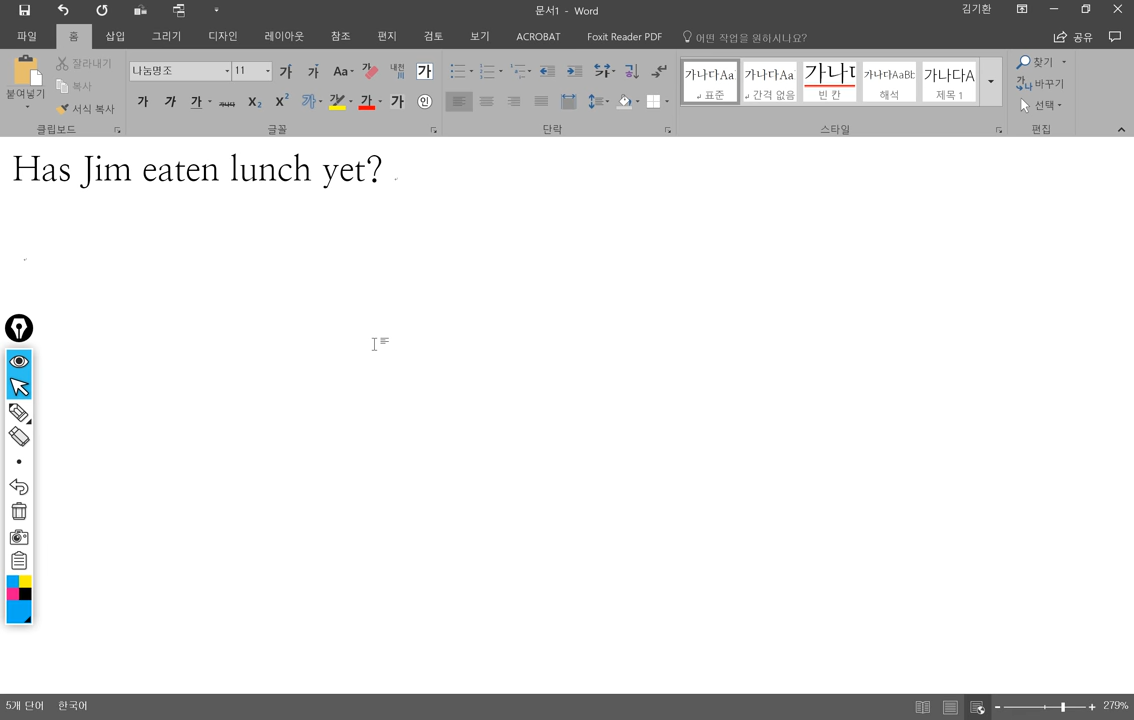 문서1 - Word
김기환
파일 홈 삽입 그리기 디자인 레이아웃 참조 편지 검토 보기 ACROBAT Foxit Reader PDF 어떤 작업을 원하시나요? 공유
붙여넣기
잘라내기
복사
서식 복사
클립보드
나눔명조 11 가 가 Aa 가 내천 川 가
가 가 가 가 X₂ X² 가 가 가 가 인
글꼴
단락
가나다Aa 표준
가나다Aa 간격 없음
가나다 빈 칸
가나다AaBb 해석
가나다A 제목 1
스타일
찾기
바꾸기
선택
편집
Has Jim eaten lunch yet?
5개 단어 한국어
279%